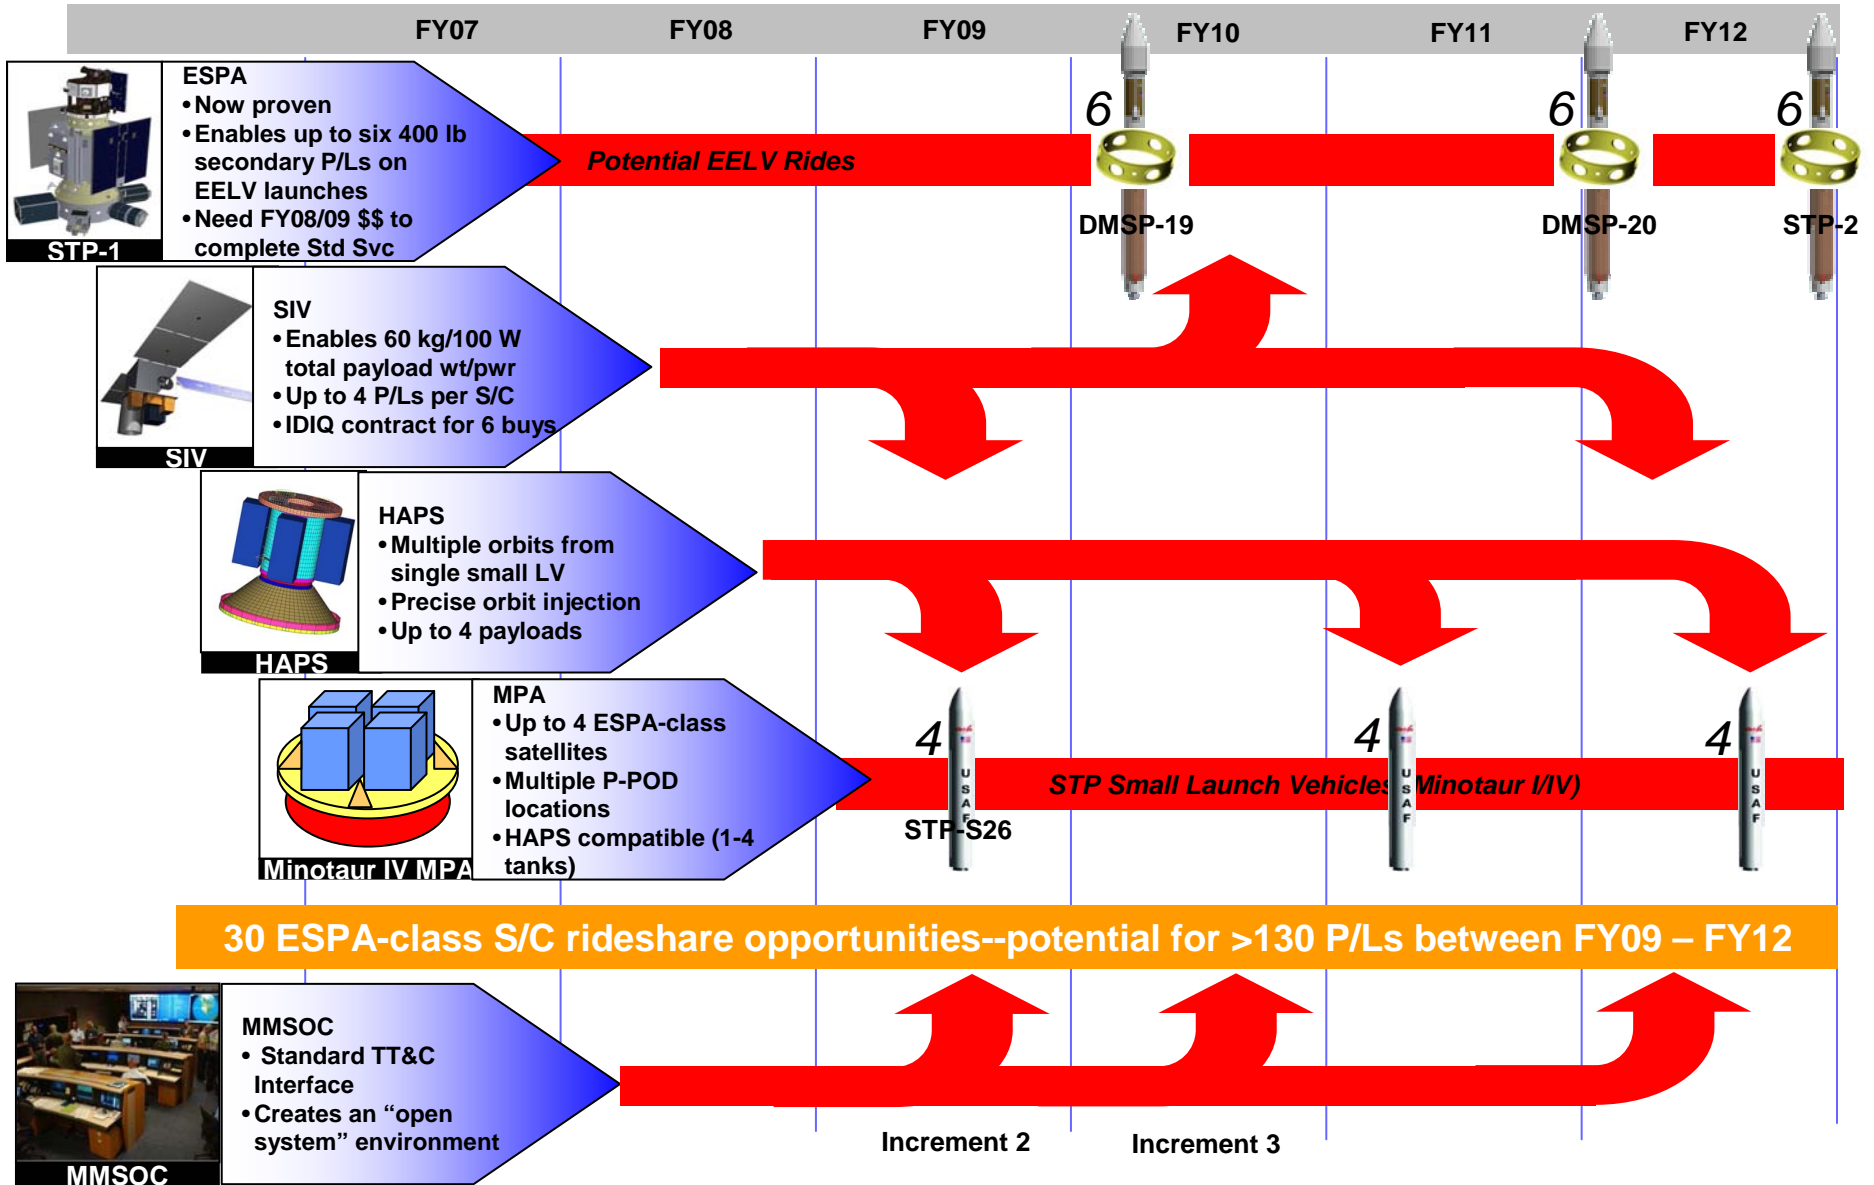 FY07 FY08 FY09 FY10 FY11 FY12
ESPA
• Now proven
• Enables up to six 400 lb
secondary P/Ls on
EELV launches
• Need FY08/09 $$ to
complete Std Svc
STP-1
Potential EELV Rides
6
DMSP-19
6
DMSP-20
6
STP-2
SIV
• Enables 60 kg/100 W
total payload wt/pwr
• Up to 4 P/Ls per S/C
• IDIQ contract for 6 buys
SIV
HAPS
• Multiple orbits from
single small LV
• Precise orbit injection
• Up to 4 payloads
HAPS
MPA
• Up to 4 ESPA-class
satellites
• Multiple P-POD
locations
• HAPS compatible (1-4
tanks)
Minotaur IV MPA
4
USAF
STP-S26
STP Small Launch Vehicles (Minotaur I/IV)
4
USAF
4
USAF
30 ESPA-class S/C rideshare opportunities--potential for >130 P/Ls between FY09 – FY12
MMSOC
• Standard TT&C
Interface
• Creates an “open
system” environment
MMSOC
Increment 2
Increment 3